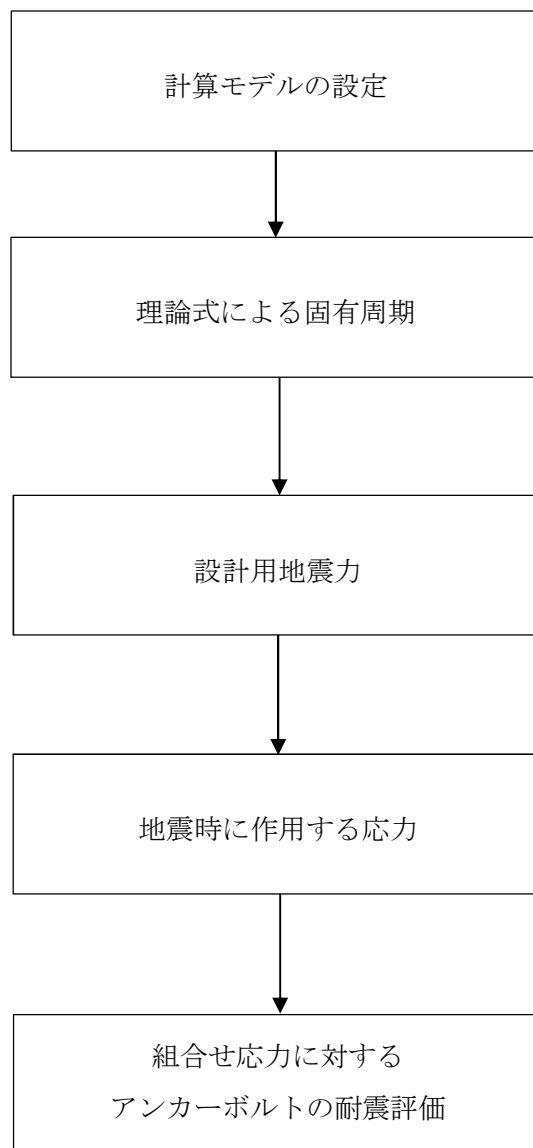 計算モデルの設定
理論式による固有周期
設計用地震力
地震時に作用する応力
組合せ応力に対する
アンカーボルトの耐震評価